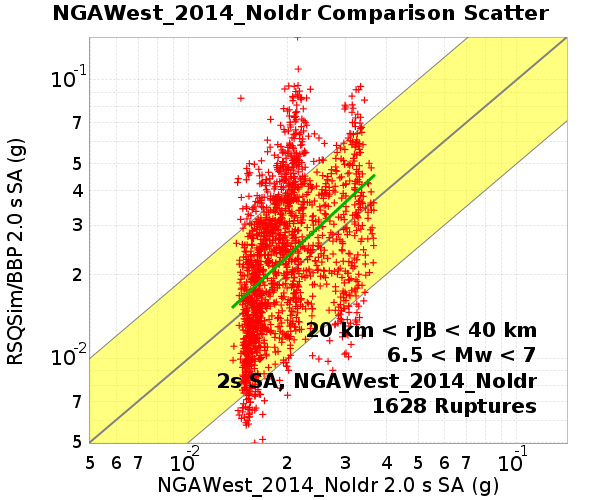 NGAWest_2014_NoIdr Comparison Scatter
RSQSim/BBP 2.0 s SA (g)
10^-1
7
5
4
3
2
10^-2
7
5
20 km < rJB < 40 km
6.5 < Mw < 7
2s SA, NGAWest_2014_NoIdr
1628 Ruptures
5 6 7 10^-2 2 3 4 5 6 7 10^-1
NGAWest_2014_NoIdr 2.0 s SA (g)